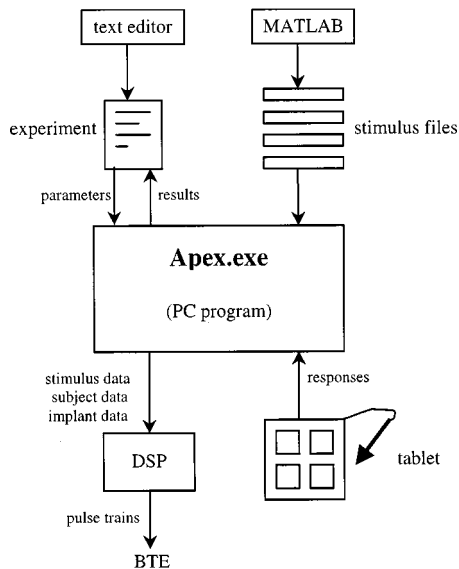 text editor
MATLAB
experiment
stimulus files
parameters
results
Apex.exe
(PC program)
stimulus data
subject data
implant data
responses
DSP
tablet
pulse trains
BTE